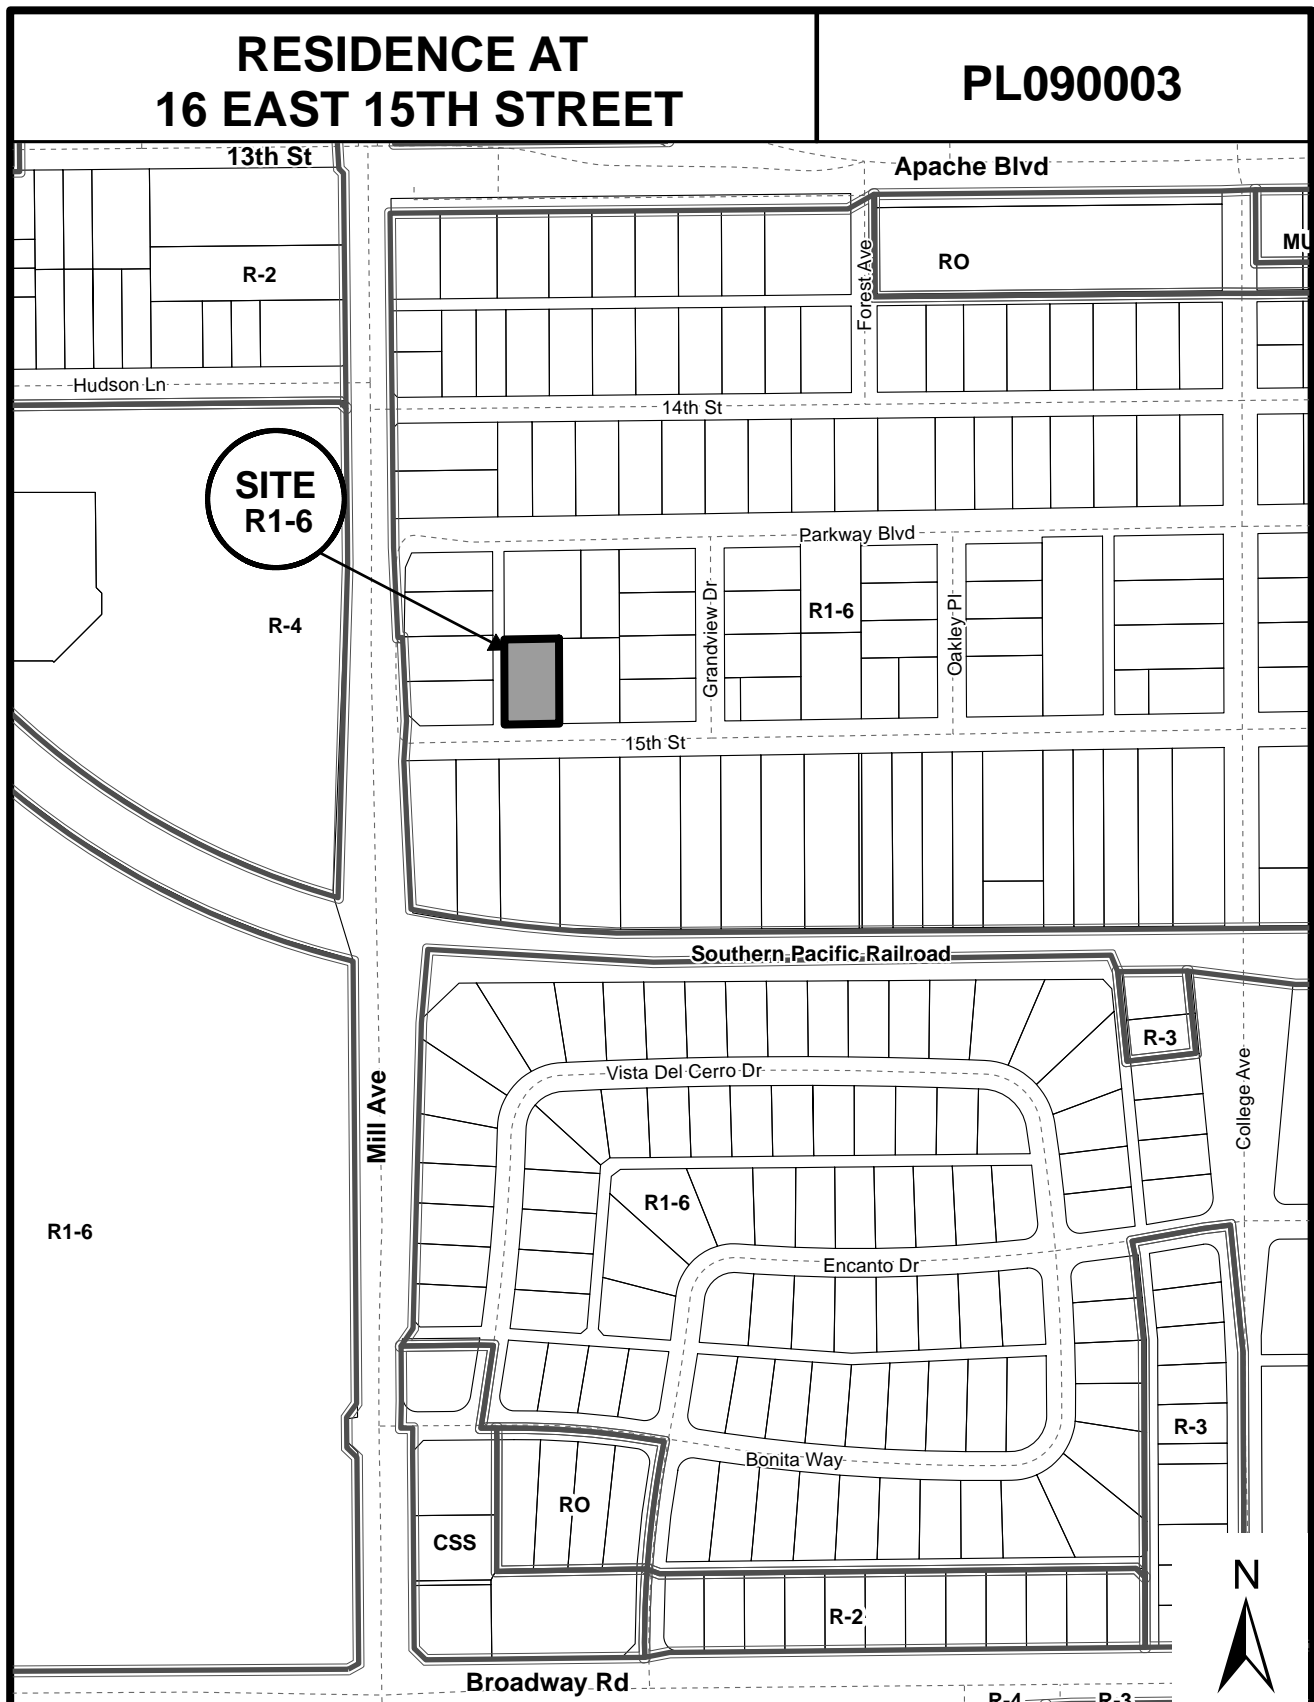 RESIDENCE AT
16 EAST 15TH STREET
PL090003
13th St
Apache Blvd
R-2
RO
MU
Forest Ave
Hudson Ln
14th St
SITE
R1-6
Parkway Blvd
R-4
Grandview Dr
R1-6
Oakley Pl
15th St
Southern Pacific Railroad
R-3
Mill Ave
Vista Del Cerro Dr
College Ave
R1-6
R1-6
Encanto Dr
R-3
Bonita Way
RO
CSS
N
R-2
Broadway Rd
R-4
R-3